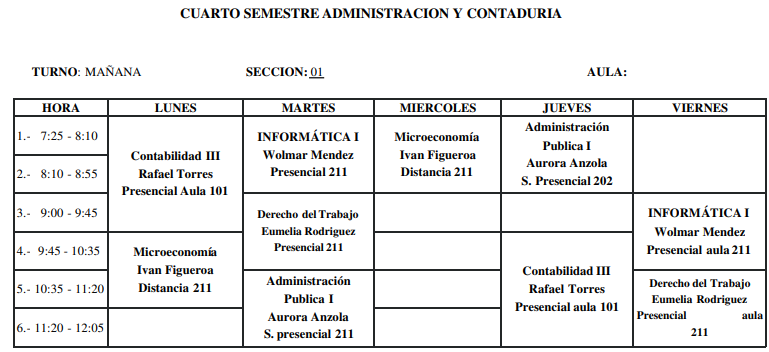 CUARTO SEMESTRE ADMINISTRACION Y CONTADURIA
TURNO: MAÑANA SECCION: 01 AULA:
HORA LUNES MARTES MIERCOLES JUEVES VIERNES
1.- 7:25 - 8:10
2.- 8:10 - 8:55
3.- 9:00 - 9:45
4.- 9:45 - 10:35
5.- 10:35 - 11:20
6.- 11:20 - 12:05
Contabilidad III
Rafael Torres
Presencial Aula 101
Microeconomía
Ivan Figueroa
Distancia 211
INFORMÁTICA I
Wolmar Mendez
Presencial 211
Derecho del Trabajo
Eumelia Rodriguez
Presencial 211
Administración
Publica I
Aurora Anzola
S. presencial 211
Microeconomía
Ivan Figueroa
Distancia 211
Administración
Publica I
Aurora Anzola
S. Presencial 202
Contabilidad III
Rafael Torres
Presencial aula 101
INFORMÁTICA I
Wolmar Mendez
Presencial aula 211
Derecho del Trabajo
Eumelia Rodriguez
Presencial aula
211